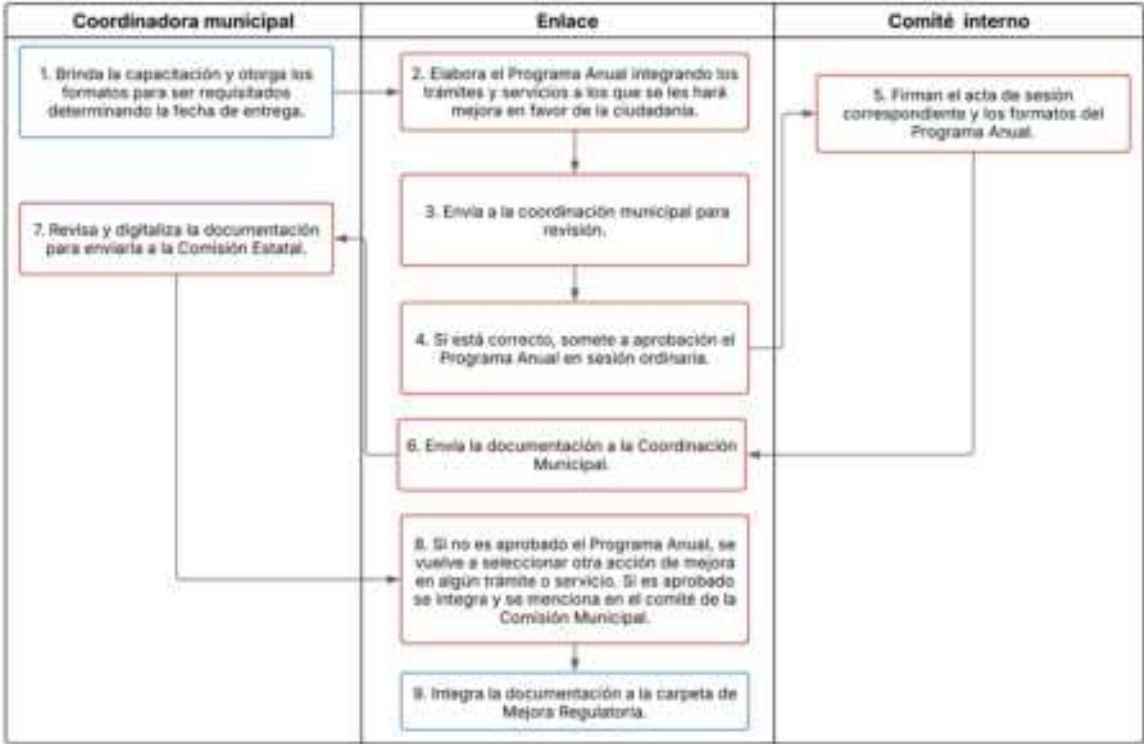 Coordinadora municipal
Enlace
Comité interno
1. Brinda la capacitación y otorga los
formatos para ser requisitados
determinando la fecha de entrega.
2. Elabora el Programa Anual integrando los
trámites y servicios a los que se les hará
mejora en favor de la ciudadanía.
3. Envía a la coordinación municipal para
revisión.
4. Si está correcto, somete a aprobación el
Programa Anual en sesión ordinaria.
5. Firman el acta de sesión
correspondiente y los formatos del
Programa Anual.
6. Envía la documentación a la Coordinación
Municipal.
7. Revisa y digitaliza la documentación
para enviarla a la Comisión Estatal.
8. Si no es aprobado el Programa Anual, se
vuelve a seleccionar otra acción de mejora
en algún trámite o servicio. Si es aprobado
se integra y se menciona en el comité de la
Comisión Municipal.
9. Integra la documentación a la carpeta de
Mejora Regulatoria.